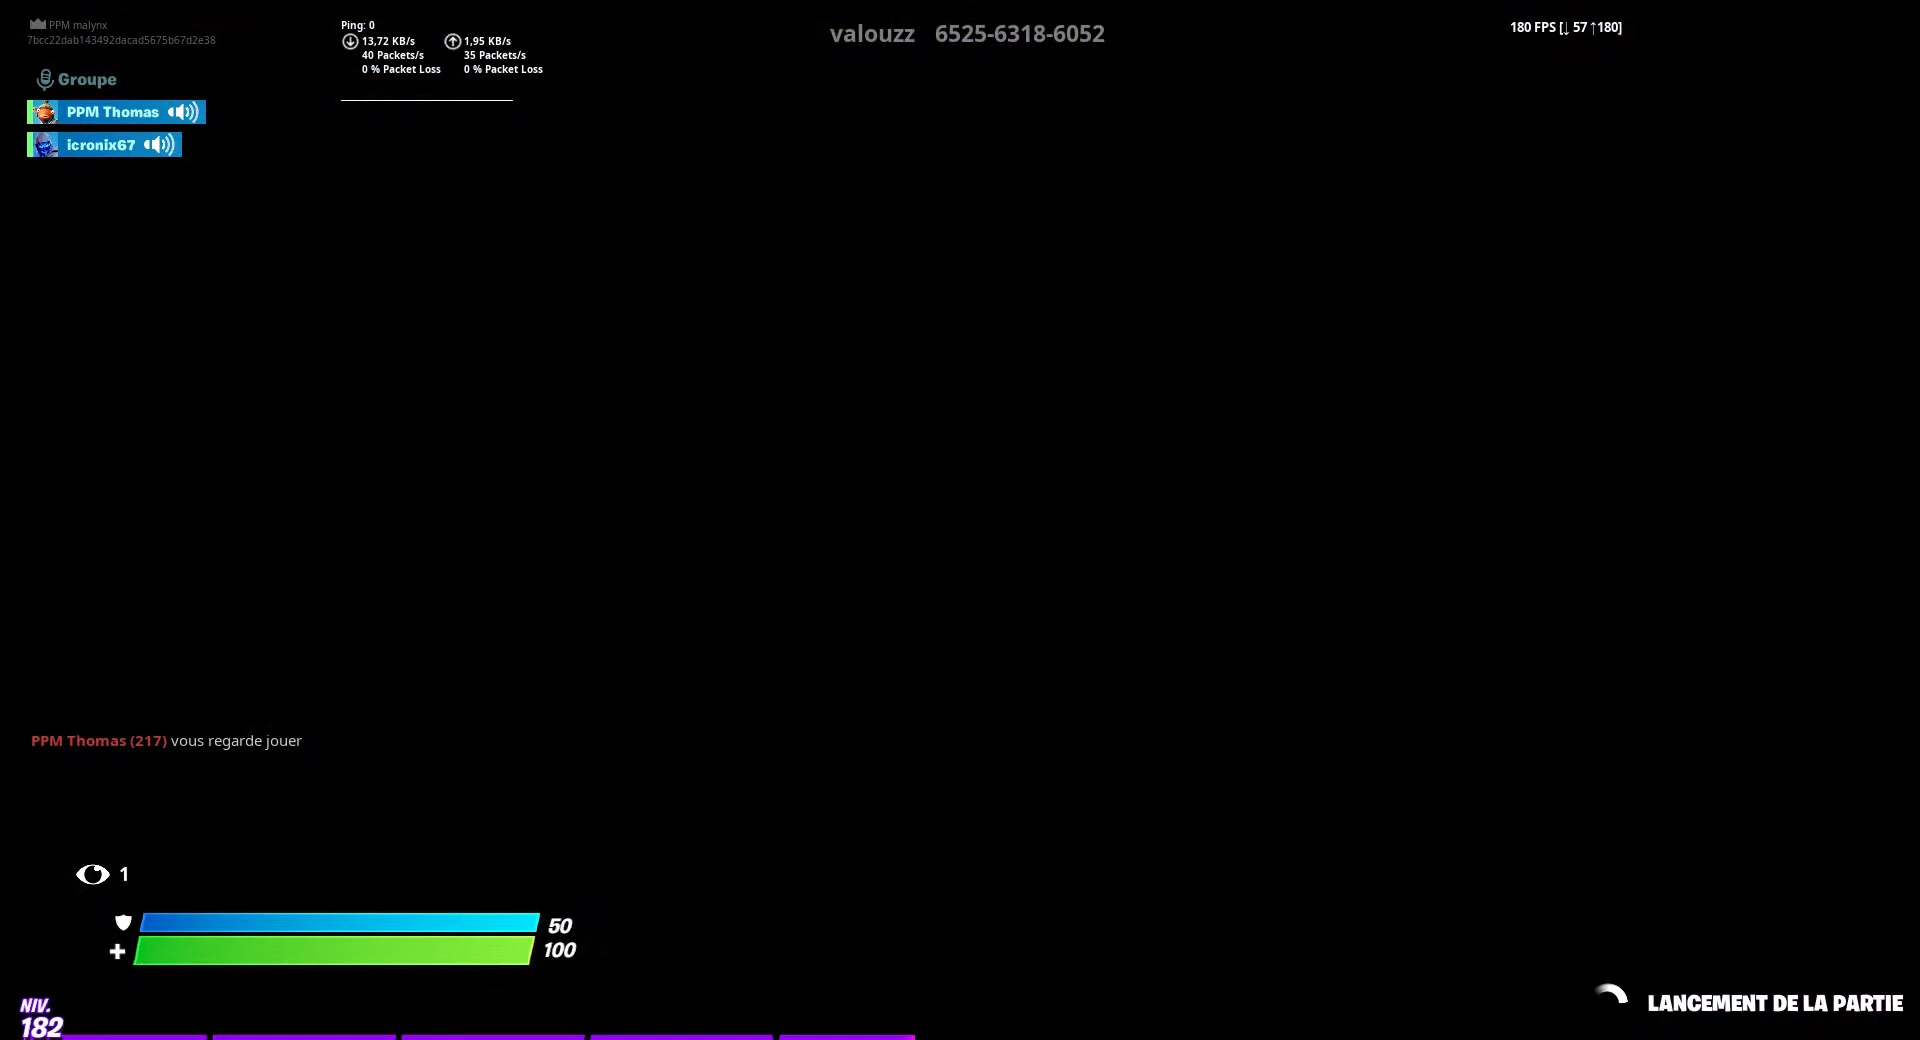 PPM malynx
7bcc22dab143492dacad5675b67d2e38
Groupe
PPM Thomas
icronix67
Ping: 0
13,72 KB/s 1,95 KB/s
40 Packets/s 35 Packets/s
0 % Packet Loss 0 % Packet Loss
valouzz 6525-6318-6052
180 FPS [↓ 57 ↑180]
PPM Thomas (217) vous regarde jouer
1
50
100
NIV.
182
LANCEMENT DE LA PARTIE